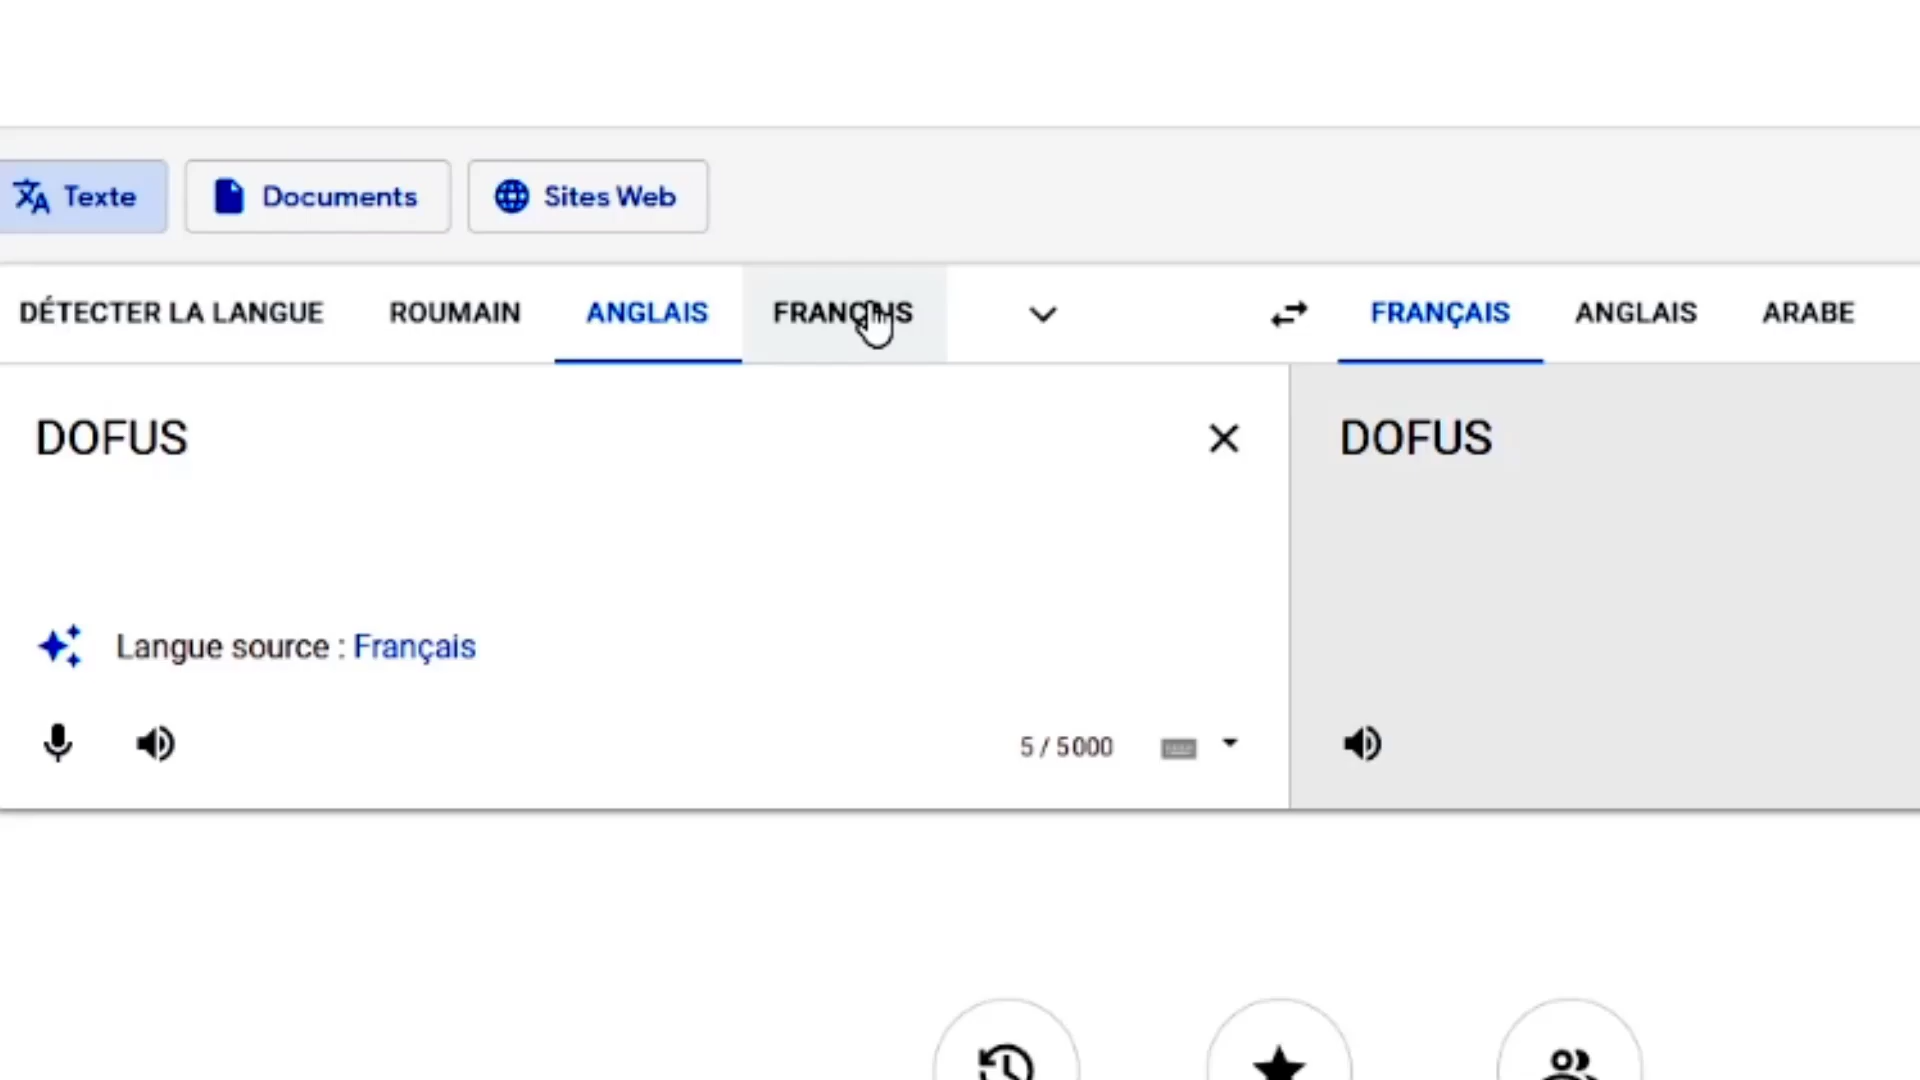 Texte Documents Sites Web
DÉTECTER LA LANGUE ROUMAIN ANGLAIS FRANÇAIS FRANÇAIS ANGLAIS ARABE
DOFUS DOFUS
Langue source : Français
5 / 5000